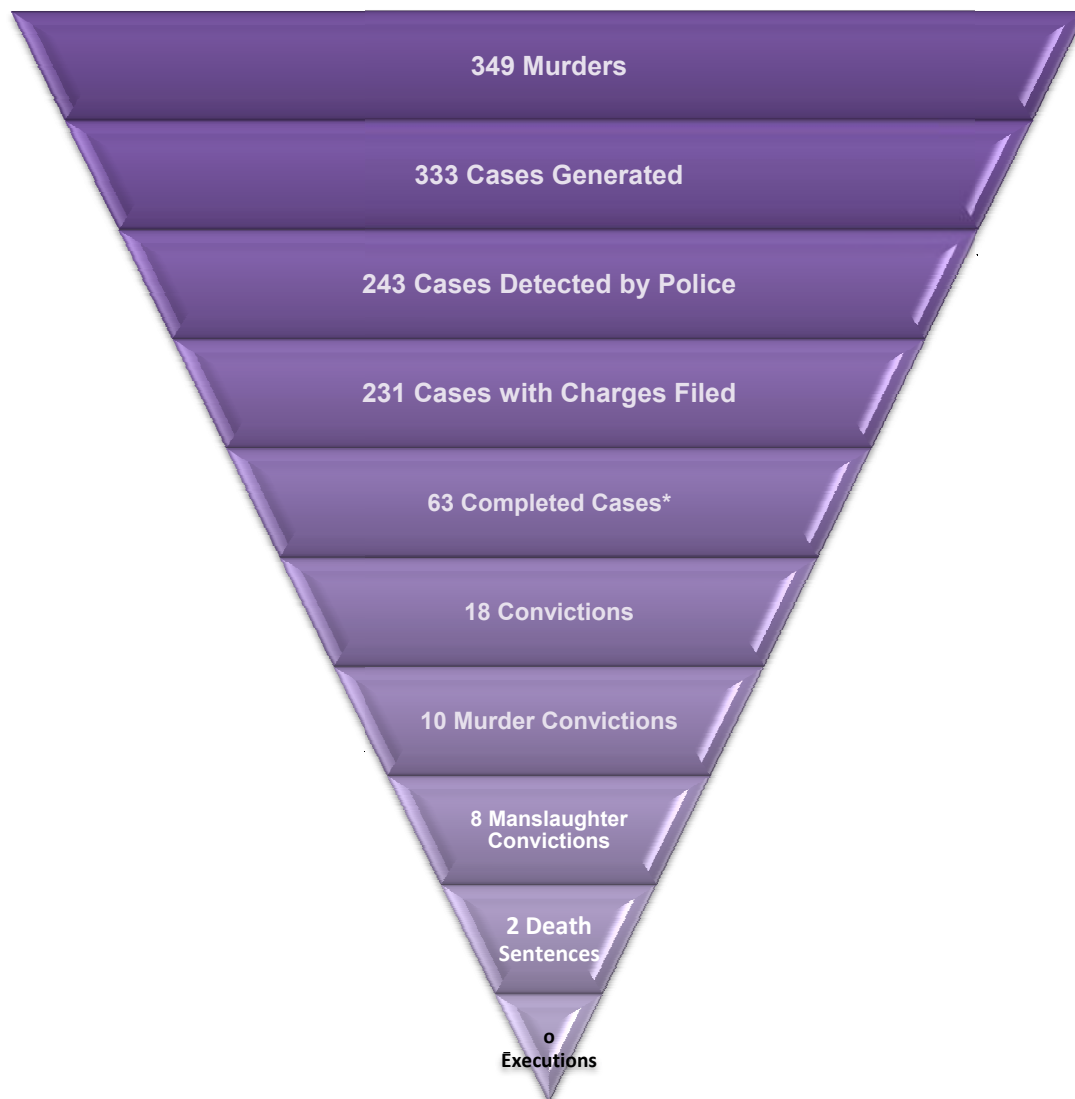 349 Murders
333 Cases Generated
243 Cases Detected by Police
231 Cases with Charges Filed
63 Completed Cases*
18 Convictions
10 Murder Convictions
8 Manslaughter
Convictions
2 Death
Sentences
0
Executions